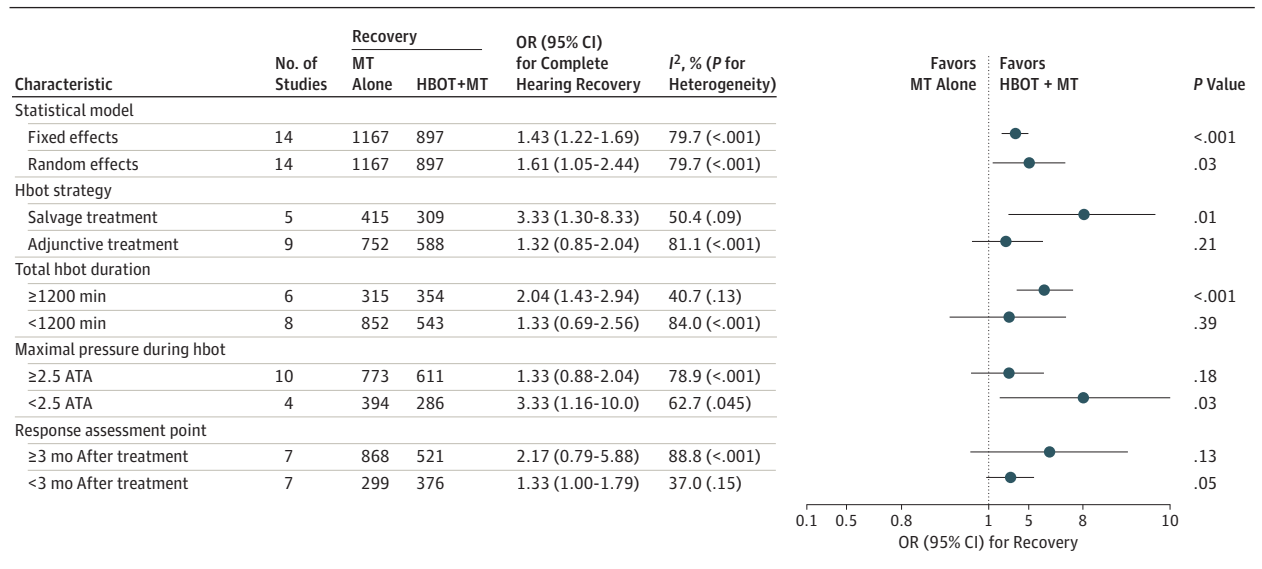 Characteristic No. of Studies Recovery MT Alone HBOT+MT OR (95% CI) for Complete Hearing Recovery I², % (P for Heterogeneity) Favors MT Alone Favors HBOT + MT P Value
Statistical model
Fixed effects 14 1167 897 1.43 (1.22-1.69) 79.7 (<.001) <.001
Random effects 14 1167 897 1.61 (1.05-2.44) 79.7 (<.001) .03
Hbot strategy
Salvage treatment 5 415 309 3.33 (1.30-8.33) 50.4 (.09) .01
Adjunctive treatment 9 752 588 1.32 (0.85-2.04) 81.1 (<.001) .21
Total hbot duration
≥1200 min 6 315 354 2.04 (1.43-2.94) 40.7 (.13) <.001
<1200 min 8 852 543 1.33 (0.69-2.56) 84.0 (<.001) .39
Maximal pressure during hbot
≥2.5 ATA 10 773 611 1.33 (0.88-2.04) 78.9 (<.001) .18
<2.5 ATA 4 394 286 3.33 (1.16-10.0) 62.7 (.045) .03
Response assessment point
≥3 mo After treatment 7 868 521 2.17 (0.79-5.88) 88.8 (<.001) .13
<3 mo After treatment 7 299 376 1.33 (1.00-1.79) 37.0 (.15) .05
0.1 0.5 0.8 1 5 8 10
OR (95% CI) for Recovery